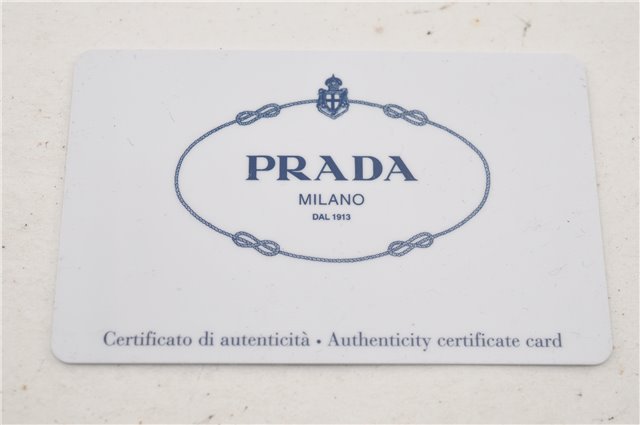 PRADA
MILANO
DAL 1913
Certificato di autenticità • Authenticity certificate card